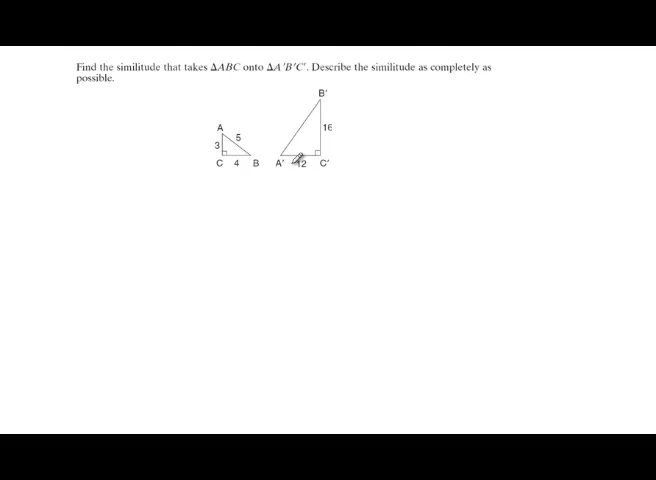 Find the similitude that takes ΔABC onto ΔA′B′C′. Describe the similitude as completely as
possible.
B′
A
5
16
3
C 4 B A′ 12 C′